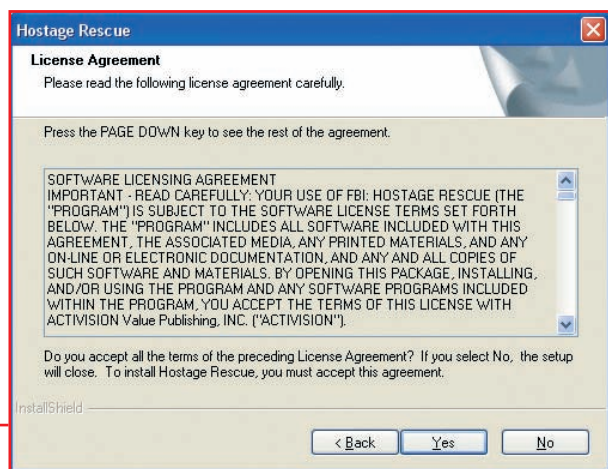 Hostage Rescue
License Agreement
Please read the following license agreement carefully.
Press the PAGE DOWN key to see the rest of the agreement.
SOFTWARE LICENSING AGREEMENT
IMPORTANT - READ CAREFULLY: YOUR USE OF FBI: HOSTAGE RESCUE (THE
"PROGRAM") IS SUBJECT TO THE SOFTWARE LICENSE TERMS SET FORTH
BELOW. THE "PROGRAM" INCLUDES ALL SOFTWARE INCLUDED WITH THIS
AGREEMENT, THE ASSOCIATED MEDIA, ANY PRINTED MATERIALS, AND ANY
ON-LINE OR ELECTRONIC DOCUMENTATION, AND ANY AND ALL COPIES OF
SUCH SOFTWARE AND MATERIALS. BY OPENING THIS PACKAGE, INSTALLING,
AND/OR USING THE PROGRAM AND ANY SOFTWARE PROGRAMS INCLUDED
WITHIN THE PROGRAM, YOU ACCEPT THE TERMS OF THIS LICENSE WITH
ACTIVISION Value Publishing, INC. ("ACTIVISION").
Do you accept all the terms of the preceding License Agreement? If you select No, the setup
will close. To install Hostage Rescue, you must accept this agreement.
InstallShield
< Back Yes No